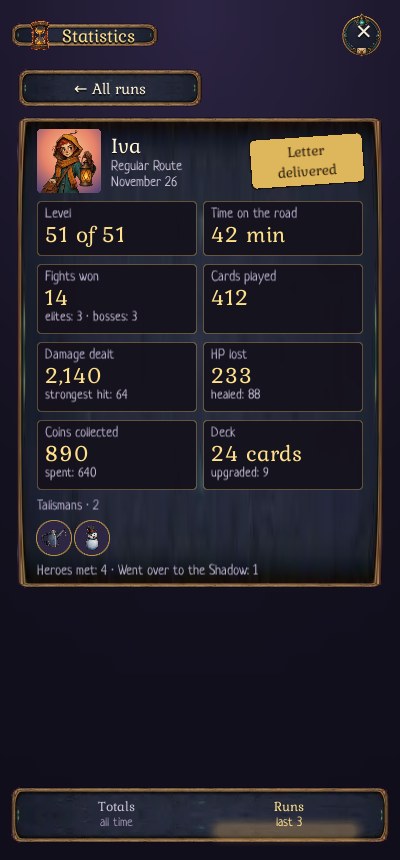 Statistics
✕
← All runs
Iva
Regular Route
November 26
Letter
delivered
Level
51 of 51
Time on the road
42 min
Fights won
14
elites: 3 · bosses: 3
Cards played
412
Damage dealt
2,140
strongest hit: 64
HP lost
233
healed: 88
Coins collected
890
spent: 640
Deck
24 cards
upgraded: 9
Talismans · 2
Heroes met: 4 · Went over to the Shadow: 1
Totals
all time
Runs
last 3